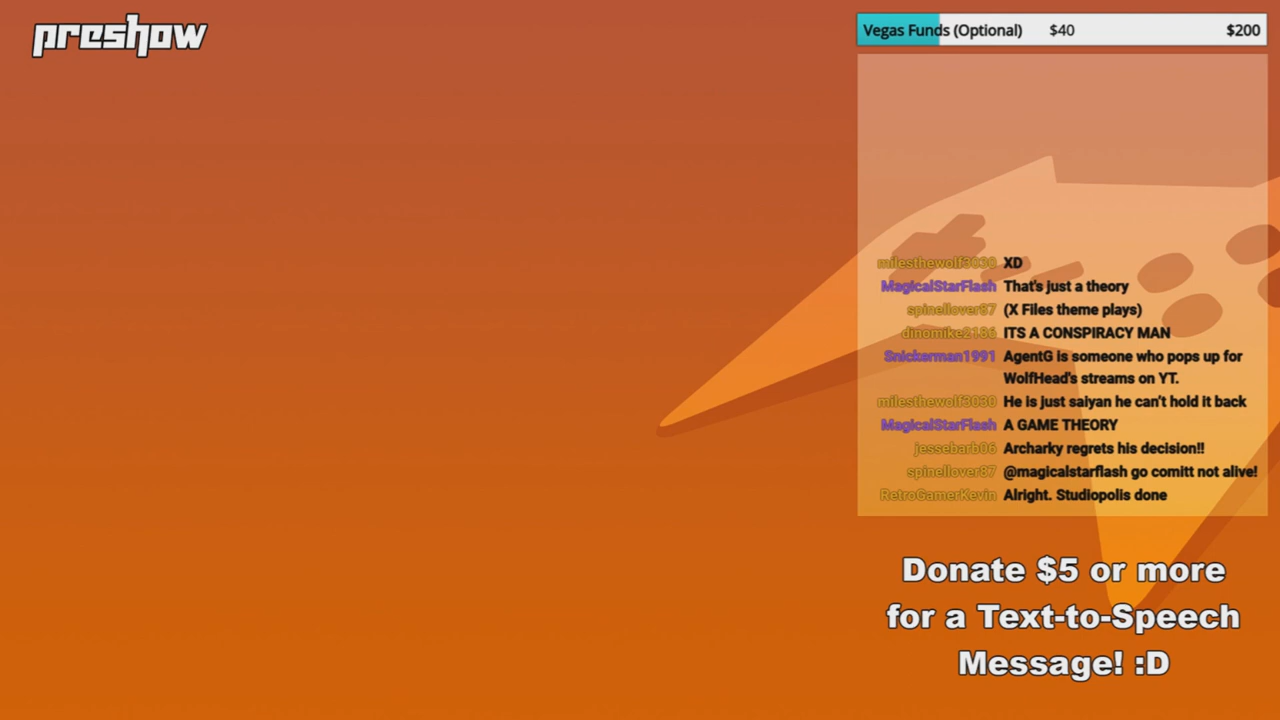 preshow
Vegas Funds (Optional) $40 $200
milesthewolf3030 XD
MagicalStarFlash That's just a theory
spinellover87 (X Files theme plays)
dinomike2186 ITS A CONSPIRACY MAN
Snickerman1991 AgentG is someone who pops up for
WolfHead's streams on YT.
milesthewolf3030 He is just saiyan he can't hold it back
MagicalStarFlash A GAME THEORY
jessebarb06 Archarky regrets his decision!!
spinellover87 @magicalstarflash go comitt not alive!
RetroGamerKevin Alright. Studiopolis done
Donate $5 or more
for a Text-to-Speech
Message! :D